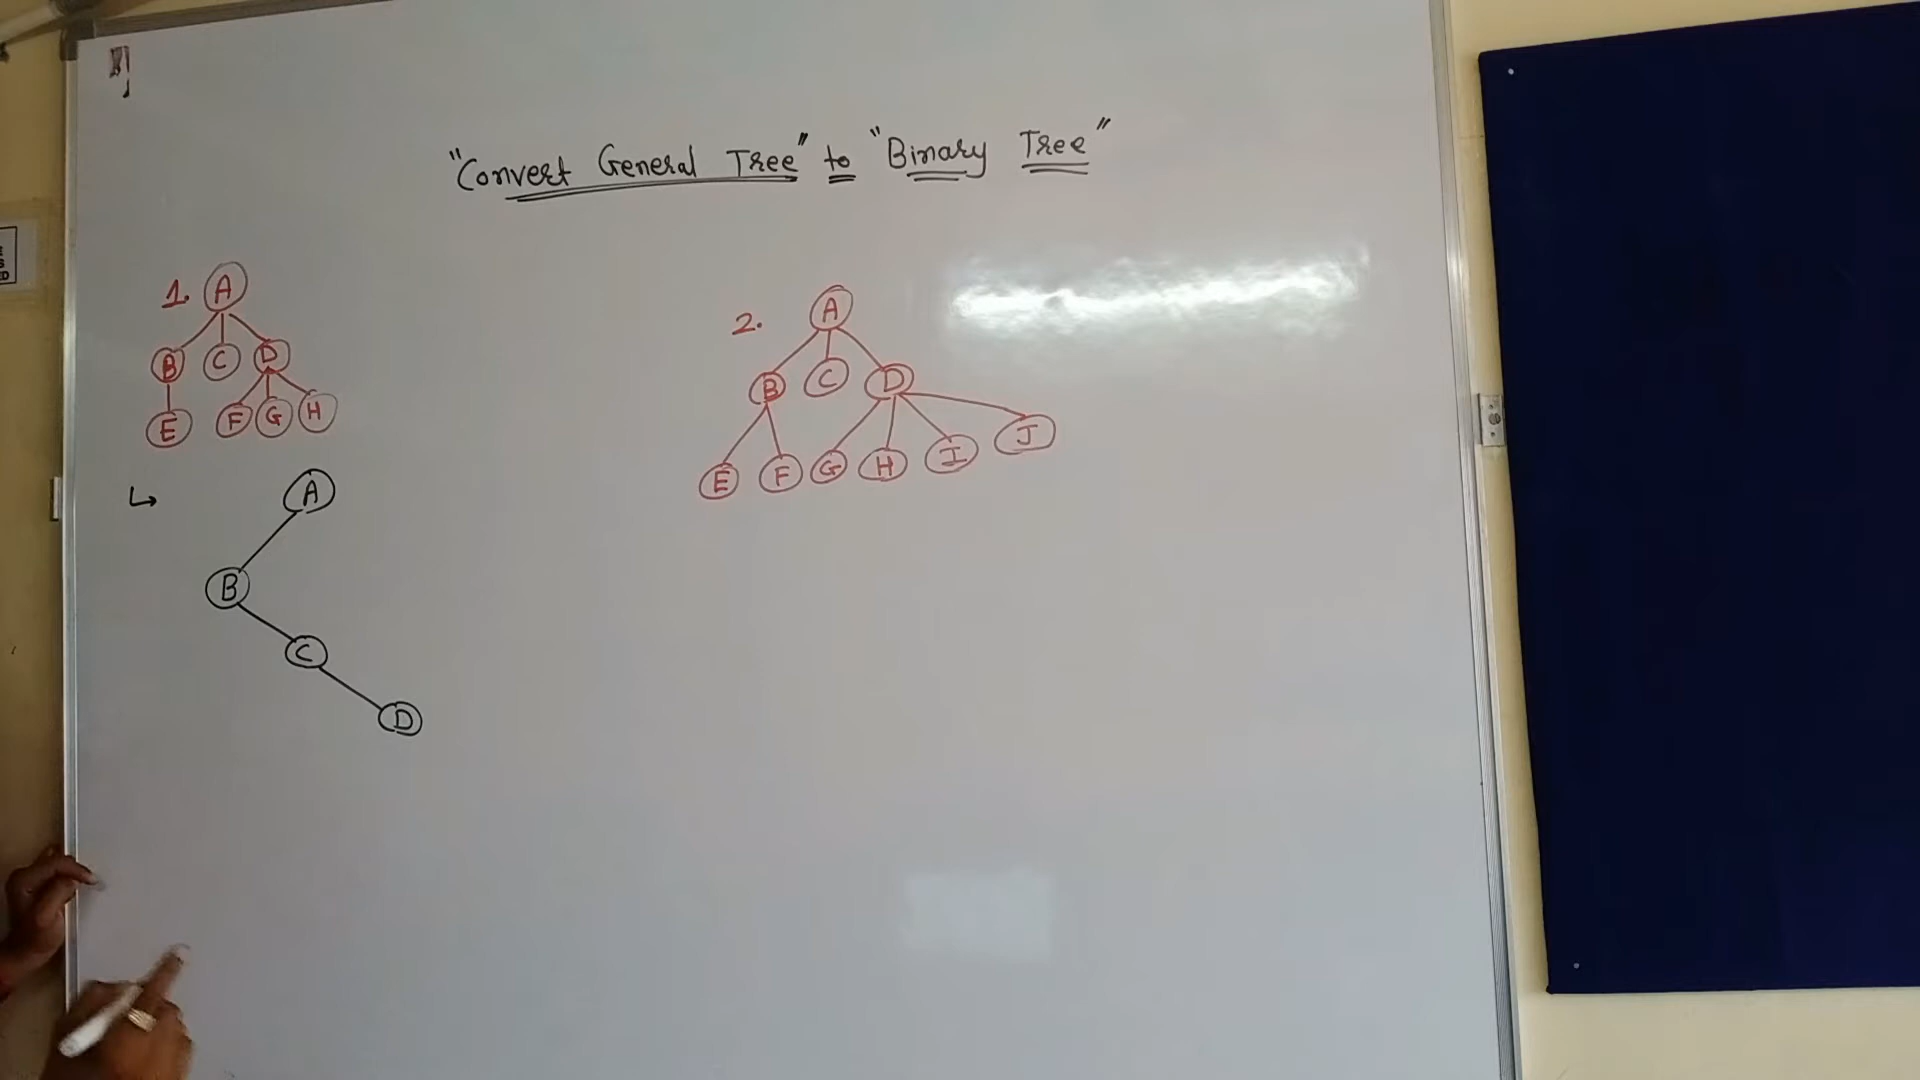 "Convert General Tree" to "Binary Tree"
1. A
B C D
E F G H
A
B
C
D
2. A
B C D
E F G H I J